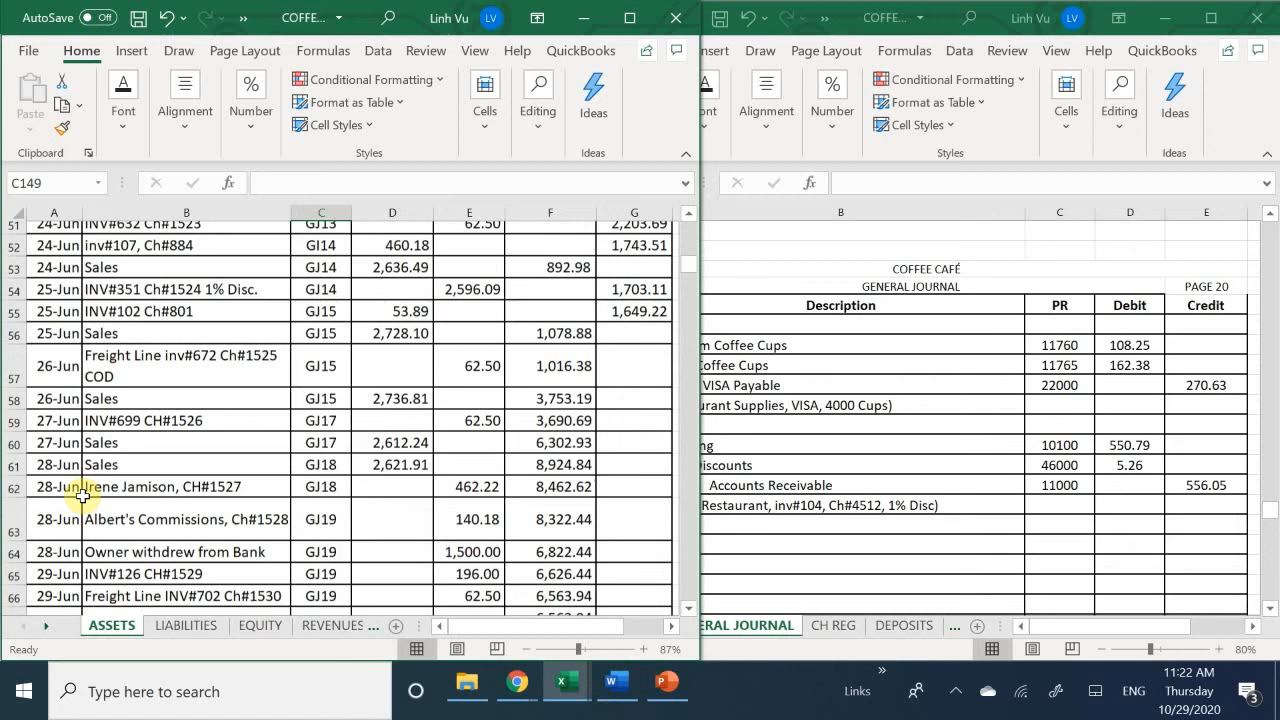 AutoSave Off COFFE... Linh Vu LV
File Home Insert Draw Page Layout Formulas Data Review View Help QuickBooks
Paste Font Alignment Number Conditional Formatting Format as Table Cell Styles Cells Editing Ideas
Clipboard Styles Ideas
C149 fx
A B C D E F G
51 24-Jun INV#632 Ch#1523 GJ13 62.50 2,203.69
52 24-Jun inv#107, Ch#884 GJ14 460.18 1,743.51
53 24-Jun Sales GJ14 2,636.49 892.98
54 25-Jun INV#351 Ch#1524 1% Disc. GJ14 2,596.09 1,703.11
55 25-Jun INV#102 Ch#801 GJ15 53.89 1,649.22
56 25-Jun Sales GJ15 2,728.10 1,078.88
57 26-Jun Freight Line inv#672 Ch#1525 COD GJ15 62.50 1,016.38
58 26-Jun Sales GJ15 2,736.81 3,753.19
59 27-Jun INV#699 CH#1526 GJ17 62.50 3,690.69
60 27-Jun Sales GJ17 2,612.24 6,302.93
61 28-Jun Sales GJ18 2,621.91 8,924.84
62 28-Jun Irene Jamison, CH#1527 GJ18 462.22 8,462.62
63 28-Jun Albert's Commissions, Ch#1528 GJ19 140.18 8,322.44
64 28-Jun Owner withdrew from Bank GJ19 1,500.00 6,822.44
65 29-Jun INV#126 CH#1529 GJ19 196.00 6,626.44
66 29-Jun Freight Line INV#702 Ch#1530 GJ19 62.50 6,563.94
ASSETS LIABILITIES EQUITY REVENUES ...
Ready 87%
COFFE... Linh Vu LV
nsert Draw Page Layout Formulas Data Review View Help QuickBooks
ont Alignment Number Conditional Formatting Format as Table Cell Styles Cells Editing Ideas
Styles Ideas
fx
B C D E
COFFEE CAFÉ
GENERAL JOURNAL PAGE 20
Description PR Debit Credit
m Coffee Cups 11760 108.25
Coffee Cups 11765 162.38
VISA Payable 22000 270.63
urant Supplies, VISA, 4000 Cups)
ng 10100 550.79
Discounts 46000 5.26
Accounts Receivable 11000 556.05
Restaurant, inv#104, Ch#4512, 1% Disc)
ERAL JOURNAL CH REG DEPOSITS ...
80%
Type here to search
Links
ENG
11:22 AM
Thursday
10/29/2020
3